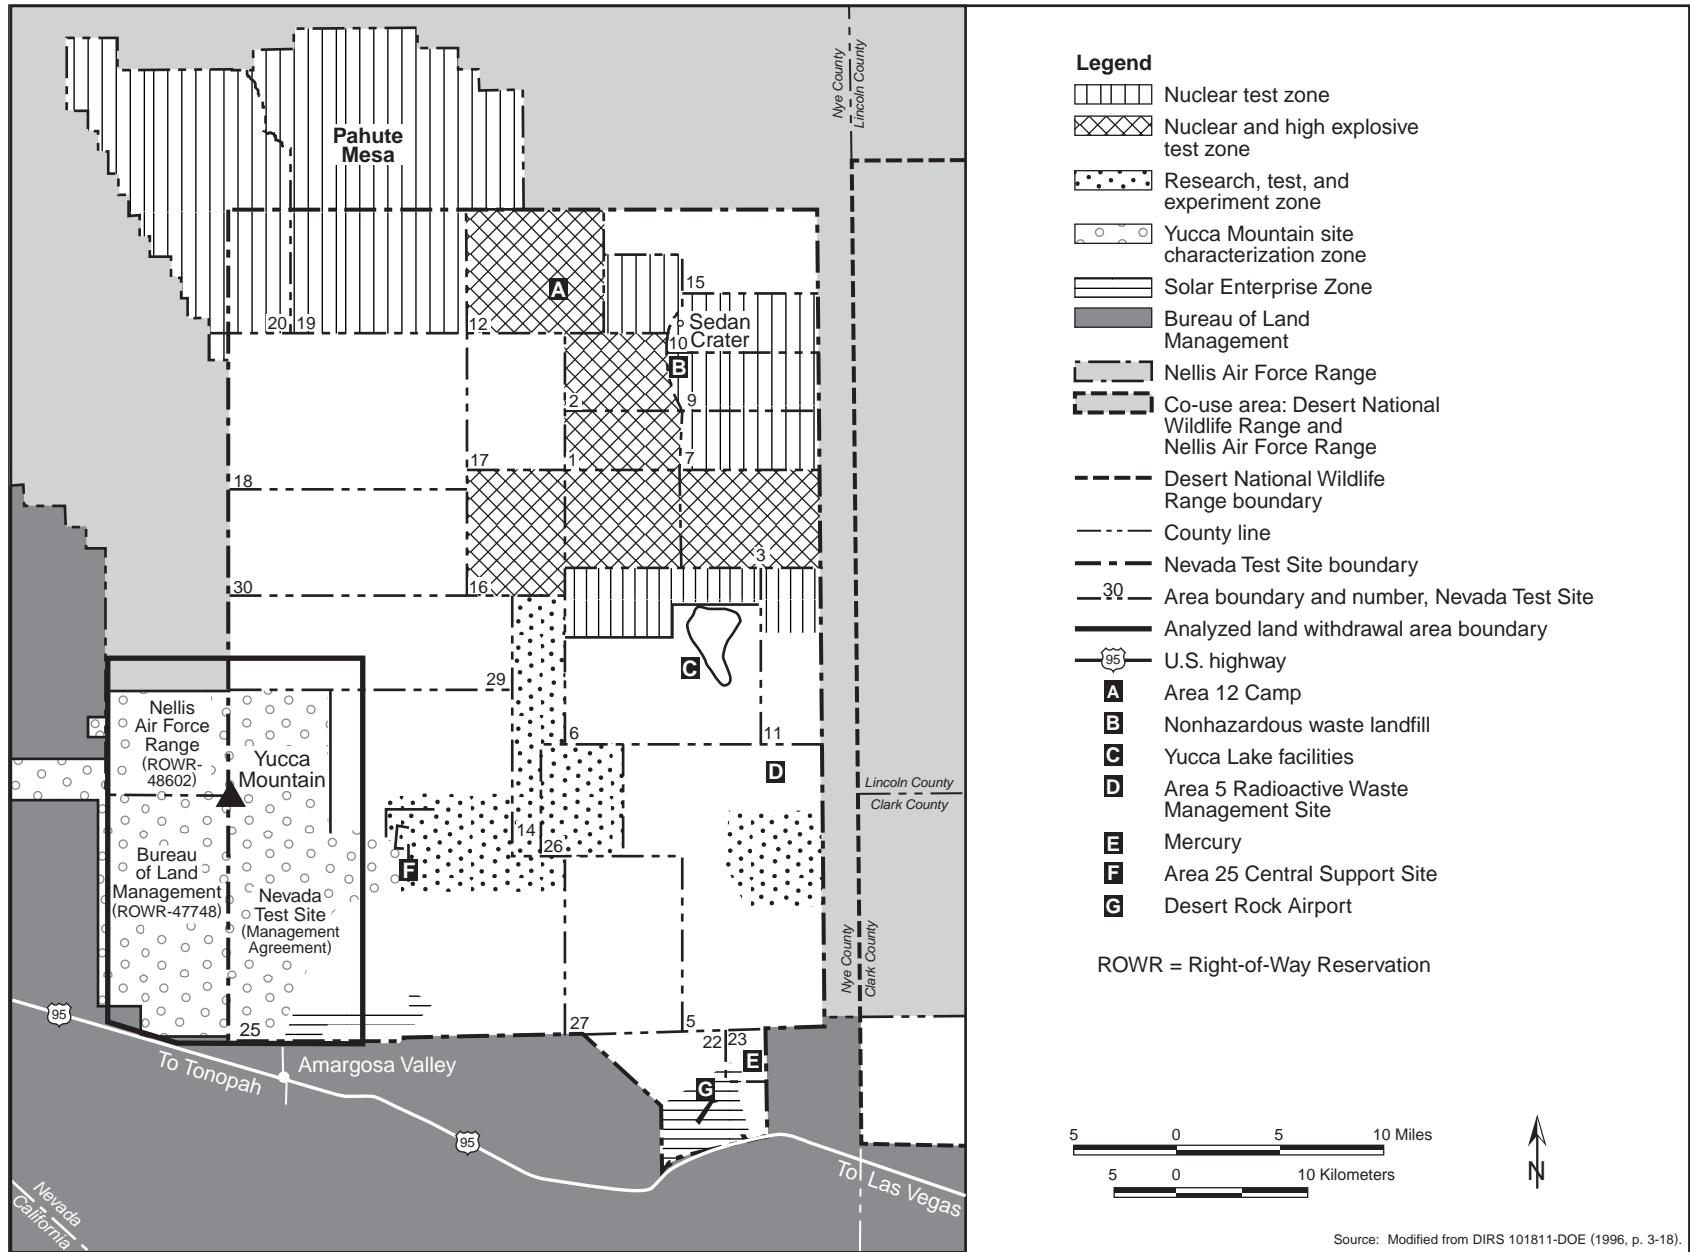 Nye County
Lincoln County
Pahute
Mesa
A
15
Sedan
Crater
20
19
12
10
B
2
9
17
1
7
18
3
30
16
C
29
6
11
Nellis
Air Force
Range
(ROWR-
48602)
Yucca
Mountain
D
Lincoln County
Clark County
14
26
F
Bureau
of Land
Management
(ROWR-47748)
Nevada
Test Site
(Management
Agreement)
Nye County
Clark County
95
25
27
5
22
23
E
G
To Tonopah
Amargosa Valley
95
To Las Vegas
Nevada
California
Legend
Nuclear test zone
Nuclear and high explosive
test zone
Research, test, and
experiment zone
Yucca Mountain site
characterization zone
Solar Enterprise Zone
Bureau of Land
Management
Nellis Air Force Range
Co-use area: Desert National
Wildlife Range and
Nellis Air Force Range
Desert National Wildlife
Range boundary
County line
Nevada Test Site boundary
30 Area boundary and number, Nevada Test Site
Analyzed land withdrawal area boundary
95 U.S. highway
A Area 12 Camp
B Nonhazardous waste landfill
C Yucca Lake facilities
D Area 5 Radioactive Waste
Management Site
E Mercury
F Area 25 Central Support Site
G Desert Rock Airport
ROWR = Right-of-Way Reservation
5 0 5 10 Miles
5 0 10 Kilometers
N
Source: Modified from DIRS 101811-DOE (1996, p. 3-18).